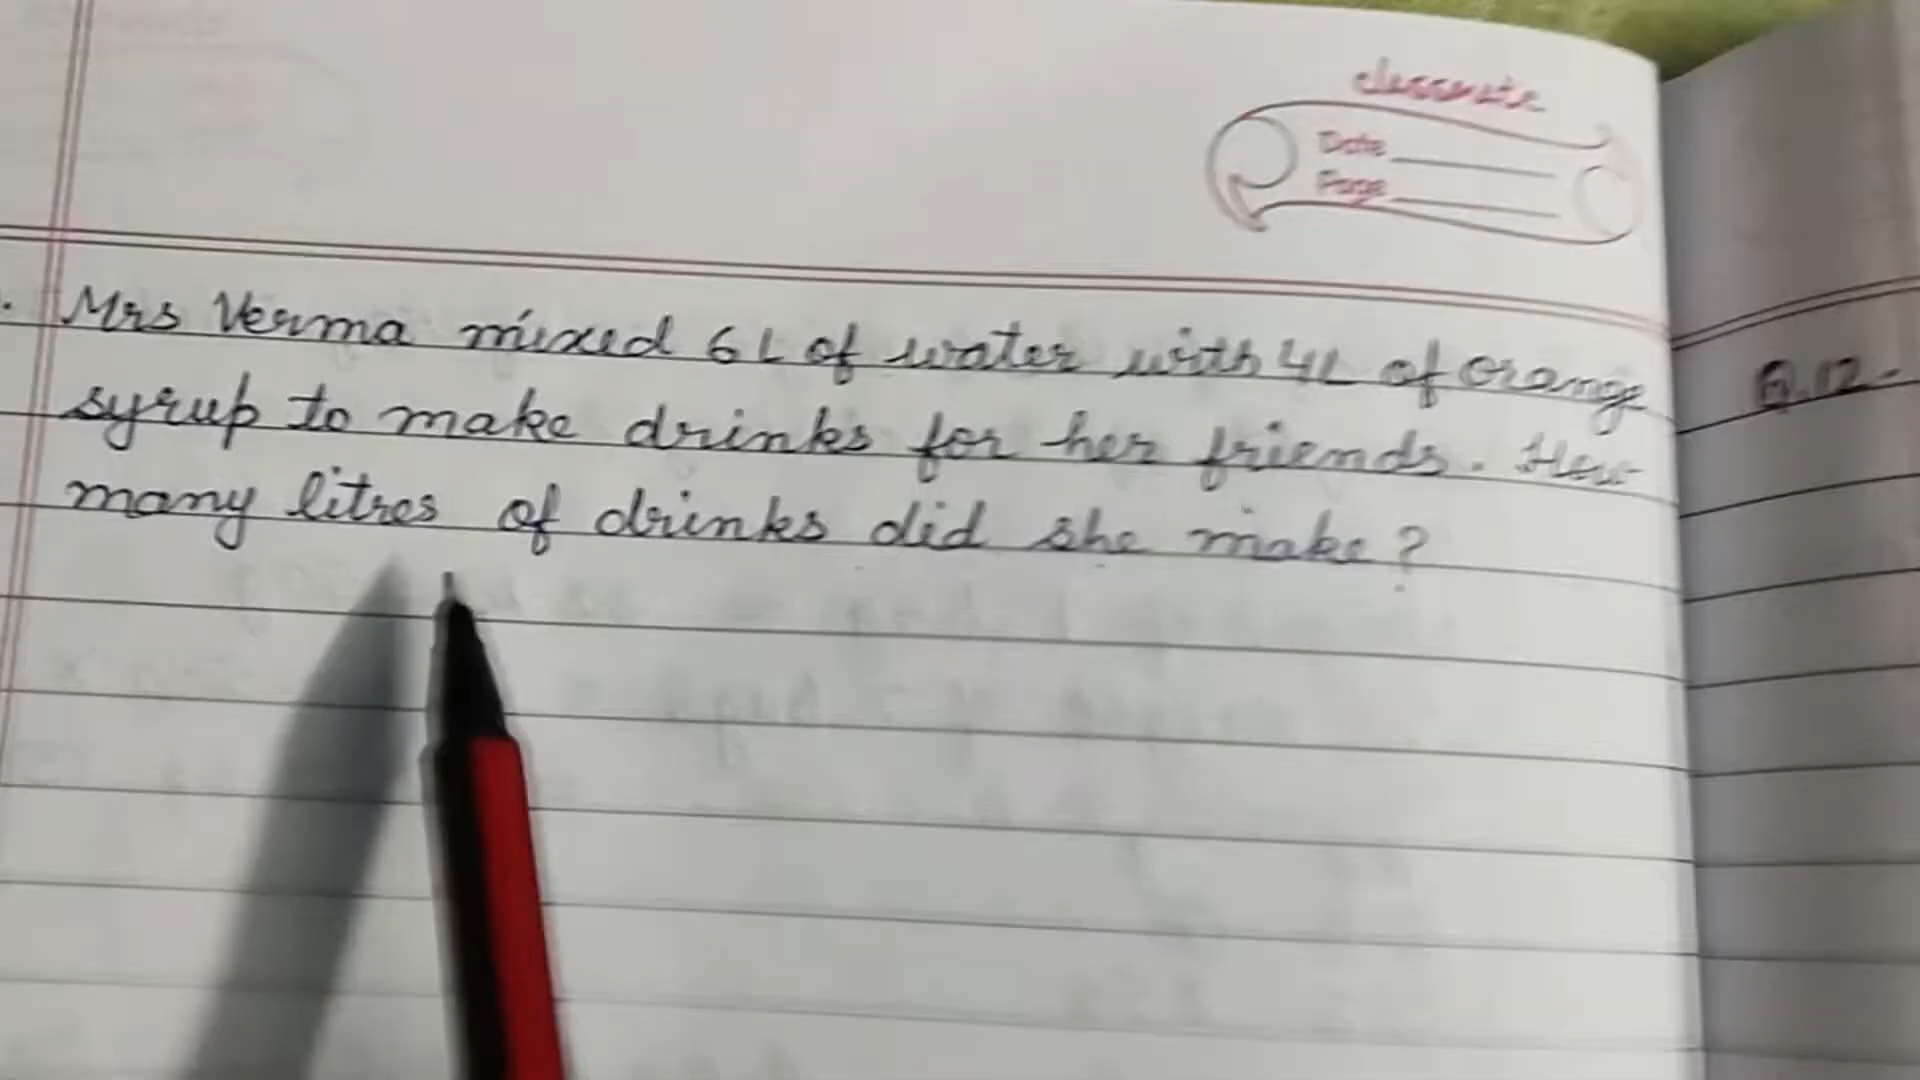 classmate
Date
Page
Mrs Verma mixed 6L of water with 4L of orange
syrup to make drinks for her friends. How
many litres of drinks did she make?
Q.12-